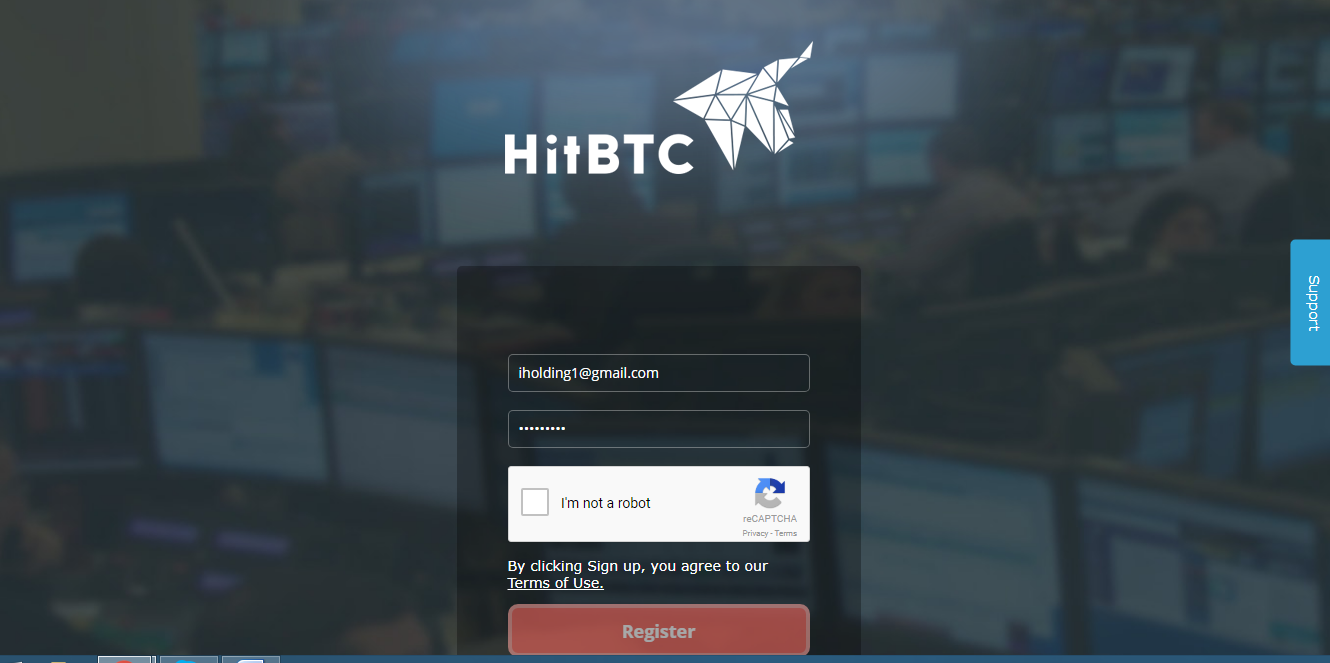 HitBTC
Support
iholding1@gmail.com
•••••••••
I'm not a robot
reCAPTCHA
Privacy - Terms
By clicking Sign up, you agree to our
Terms of Use.
Register